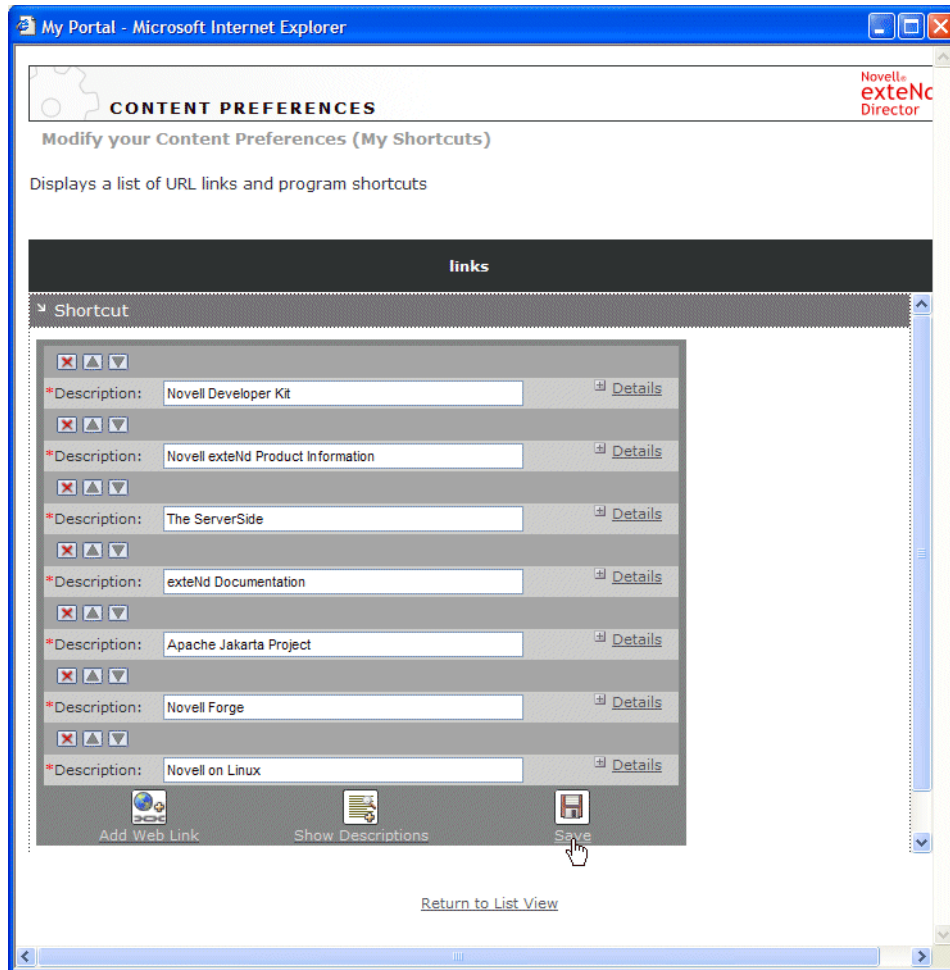 My Portal - Microsoft Internet Explorer
Novell®
exteNd
Director
CONTENT PREFERENCES
Modify your Content Preferences (My Shortcuts)
Displays a list of URL links and program shortcuts
links
Shortcut
*Description: Novell Developer Kit Details
*Description: Novell exteNd Product Information Details
*Description: The ServerSide Details
*Description: exteNd Documentation Details
*Description: Apache Jakarta Project Details
*Description: Novell Forge Details
*Description: Novell on Linux Details
Add Web Link Show Descriptions Save
Return to List View